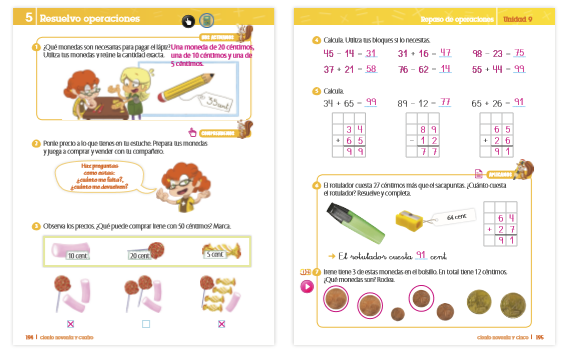 5 Resuelvo operaciones
1 ¿Qué monedas son necesarias para pagar el lápiz? Una moneda de 20 céntimos,
Utiliza tus monedas y reúne la cantidad exacta. una de 10 céntimos y una de
5 céntimos.
35 cent
2 Ponle precio a lo que tienes en tu estuche. Prepara tus monedas
y juega a comprar y vender con tu compañero.
Haz preguntas
como estas:
¿cuánto me falta?,
¿cuánto me devuelven?
3 Observa los precios. ¿Qué puede comprar Irene con 50 céntimos? Marca.
10 cent
20 cent
5 cent
194 | ciento noventa y cuatro
Repaso de operaciones Unidad 9
4 Calcula. Utiliza tus bloques si lo necesitas.
45 - 14 = 31 31 + 16 = 47 98 - 23 = 75
37 + 21 = 58 76 - 62 = 14 55 + 44 = 99
5 Calcula.
34 + 65 = 99 89 - 12 = 77 65 + 26 = 91
3 4 8 9 6 5
+ 6 5 - 1 2 + 2 6
9 9 7 7 9 1
6 El rotulador cuesta 27 céntimos más que el sacapuntas. ¿Cuánto cuesta
el rotulador? Resuelve y completa.
64 cent
6 4
+ 2 7
9 1
→ El rotulador cuesta 91 cent.
7 Irene tiene 3 de estas monedas en el bolsillo. En total tiene 12 céntimos.
¿Qué monedas son? Rodea.
ciento noventa y cinco | 195